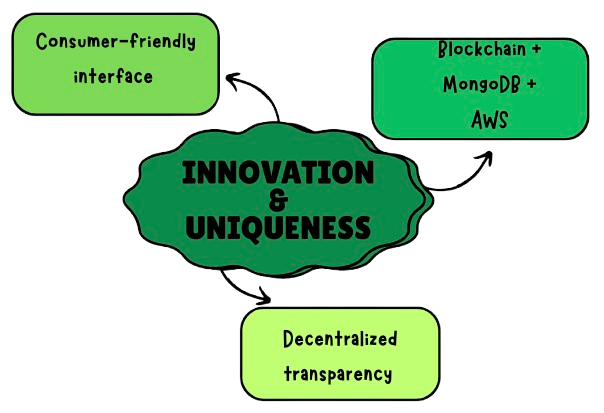 Consumer-friendly
interface
Blockchain +
MongoDB +
AWS
INNOVATION
&
UNIQUENESS
Decentralized
transparency